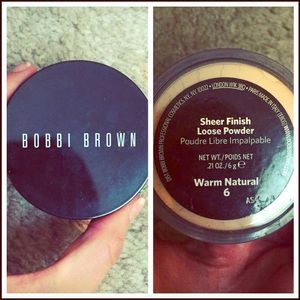 BOBBI BROWN
Sheer Finish
Loose Powder
Poudre Libre Impalpable
NET WT./POIDS NET
.21 OZ./6 g ℮
Warm Natural
6